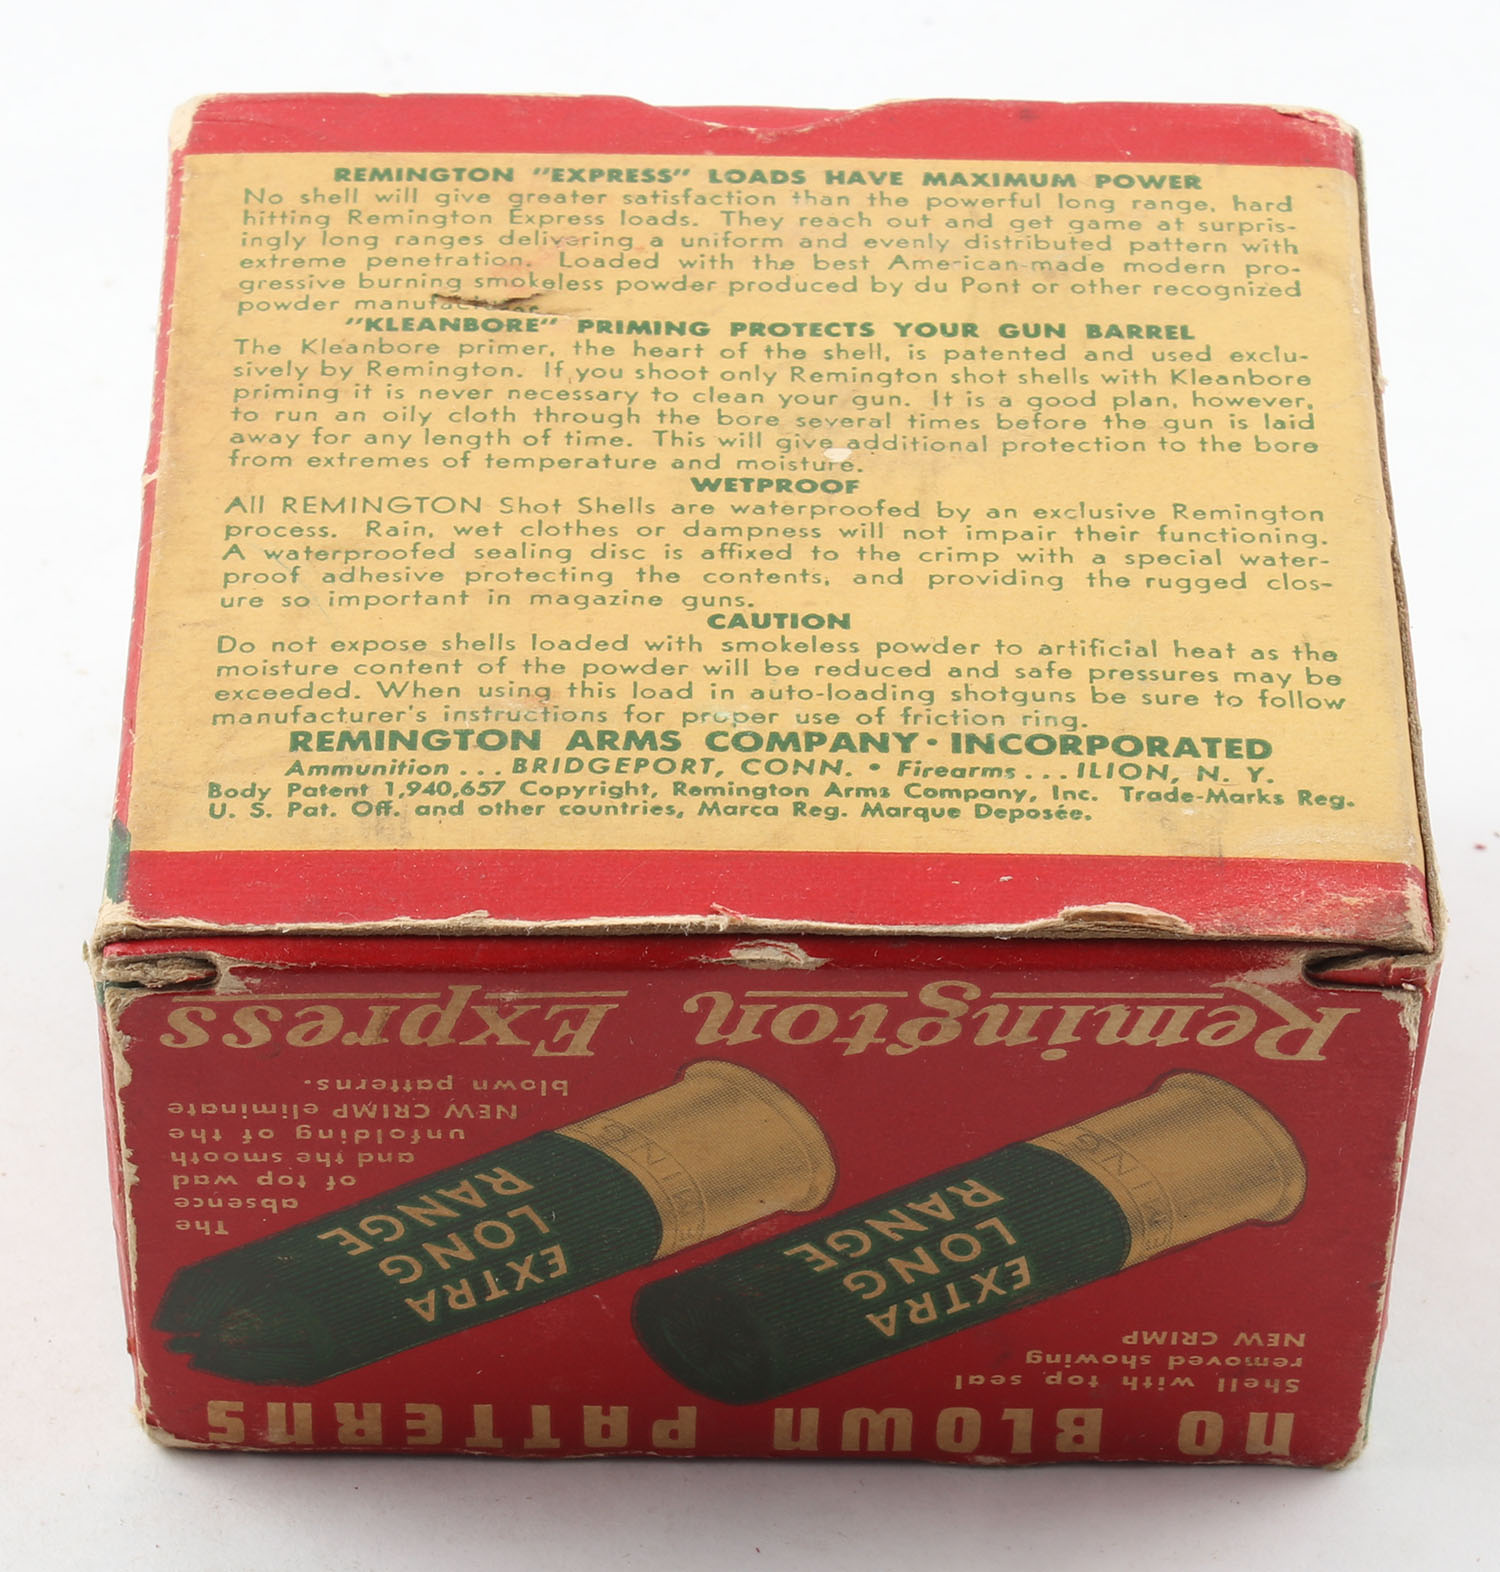 REMINGTON "EXPRESS" LOADS HAVE MAXIMUM POWER
No shell will give greater satisfaction than the powerful long range, hard
hitting Remington Express loads. They reach out and get game at surpris-
ingly long ranges delivering a uniform and evenly distributed pattern with
extreme penetration. Loaded with the best American-made modern pro-
gressive burning smokeless powder produced by du Pont or other recognized
powder
"KLEANBORE" PRIMING PROTECTS YOUR GUN BARREL
The Kleanbore primer, the heart of the shell, is patented and used exclu-
sively by Remington. If you shoot only Remington shot shells with Kleanbore
priming it is never necessary to clean your gun. It is a good plan, however,
to run an oily cloth through the bore several times before the gun is laid
away for any length of time. This will give additional protection to the bore
from extremes of temperature and moisture.
WETPROOF
All REMINGTON Shot Shells are waterproofed by an exclusive Remington
process. Rain, wet clothes or dampness will not impair their functioning.
A waterproofed sealing disc is affixed to the crimp with a special water-
proof adhesive protecting the contents, and providing the rugged clos-
ure so important in magazine guns.
CAUTION
Do not expose shells loaded with smokeless powder to artificial heat as the
moisture content of the powder will be reduced and safe pressures may be
exceeded. When using this load in auto-loading shotguns be sure to follow
manufacturer's instructions for proper use of friction ring.
REMINGTON ARMS COMPANY • INCORPORATED
Ammunition ... BRIDGEPORT, CONN. • Firearms ... ILION, N. Y.
Body Patent 1,940,657 Copyright, Remington Arms Company, Inc. Trade-Marks Reg.
U. S. Pat. Off. and other countries, Marca Reg. Marque Deposée.
NO BLOWN PATTERNS
Shell with top seal
removed showing
NEW CRIMP
EXTRA
LONG
RANGE
EXTRA
LONG
RANGE
The
absence
of top wad
and the smooth
unfolding of the
NEW CRIMP eliminate
blown patterns.
Remington Express